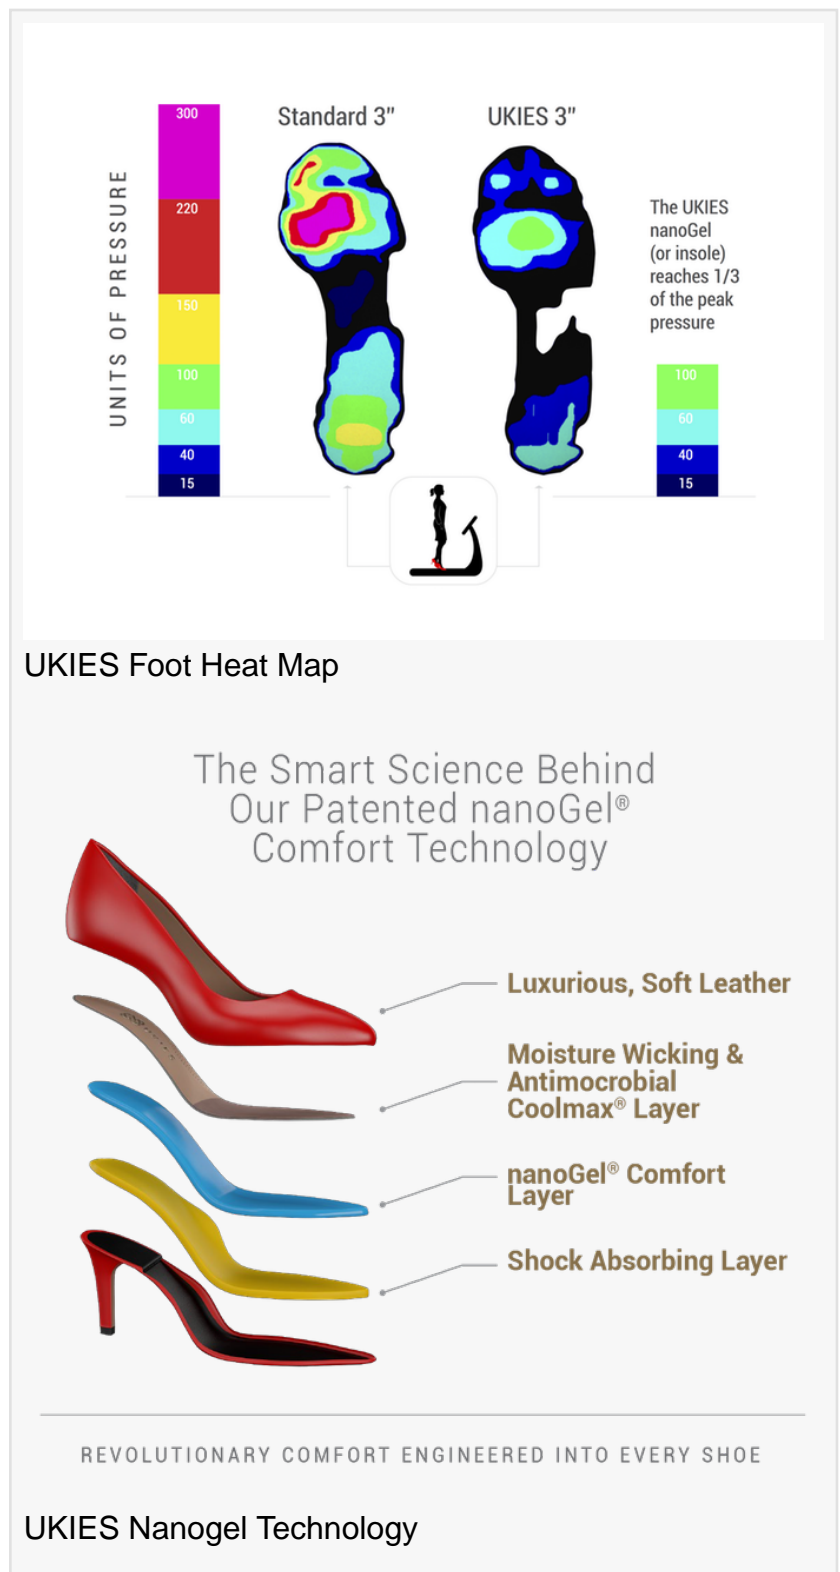 Standard 3"
UKIES 3"
UNITS OF PRESSURE
300
220
150
100
60
40
15
The UKIES
nanoGel
(or insole)
reaches 1/3
of the peak
pressure
100
60
40
15
UKIES Foot Heat Map
The Smart Science Behind
Our Patented nanoGel®
Comfort Technology
Luxurious, Soft Leather
Moisture Wicking &
Antimocrobial
Coolmax® Layer
nanoGel® Comfort
Layer
Shock Absorbing Layer
REVOLUTIONARY COMFORT ENGINEERED INTO EVERY SHOE
UKIES Nanogel Technology